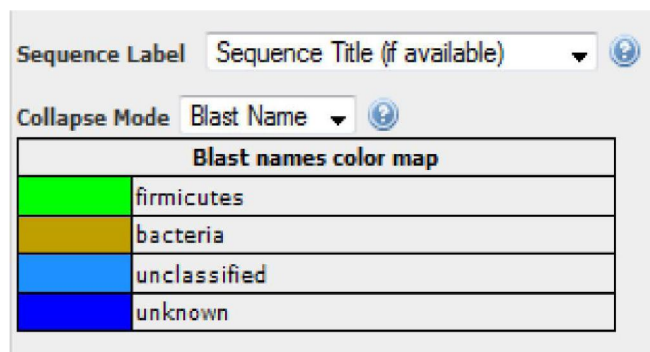 Sequence Label Sequence Title (if available)
Collapse Mode Blast Name
Blast names color map
firmicutes
bacteria
unclassified
unknown